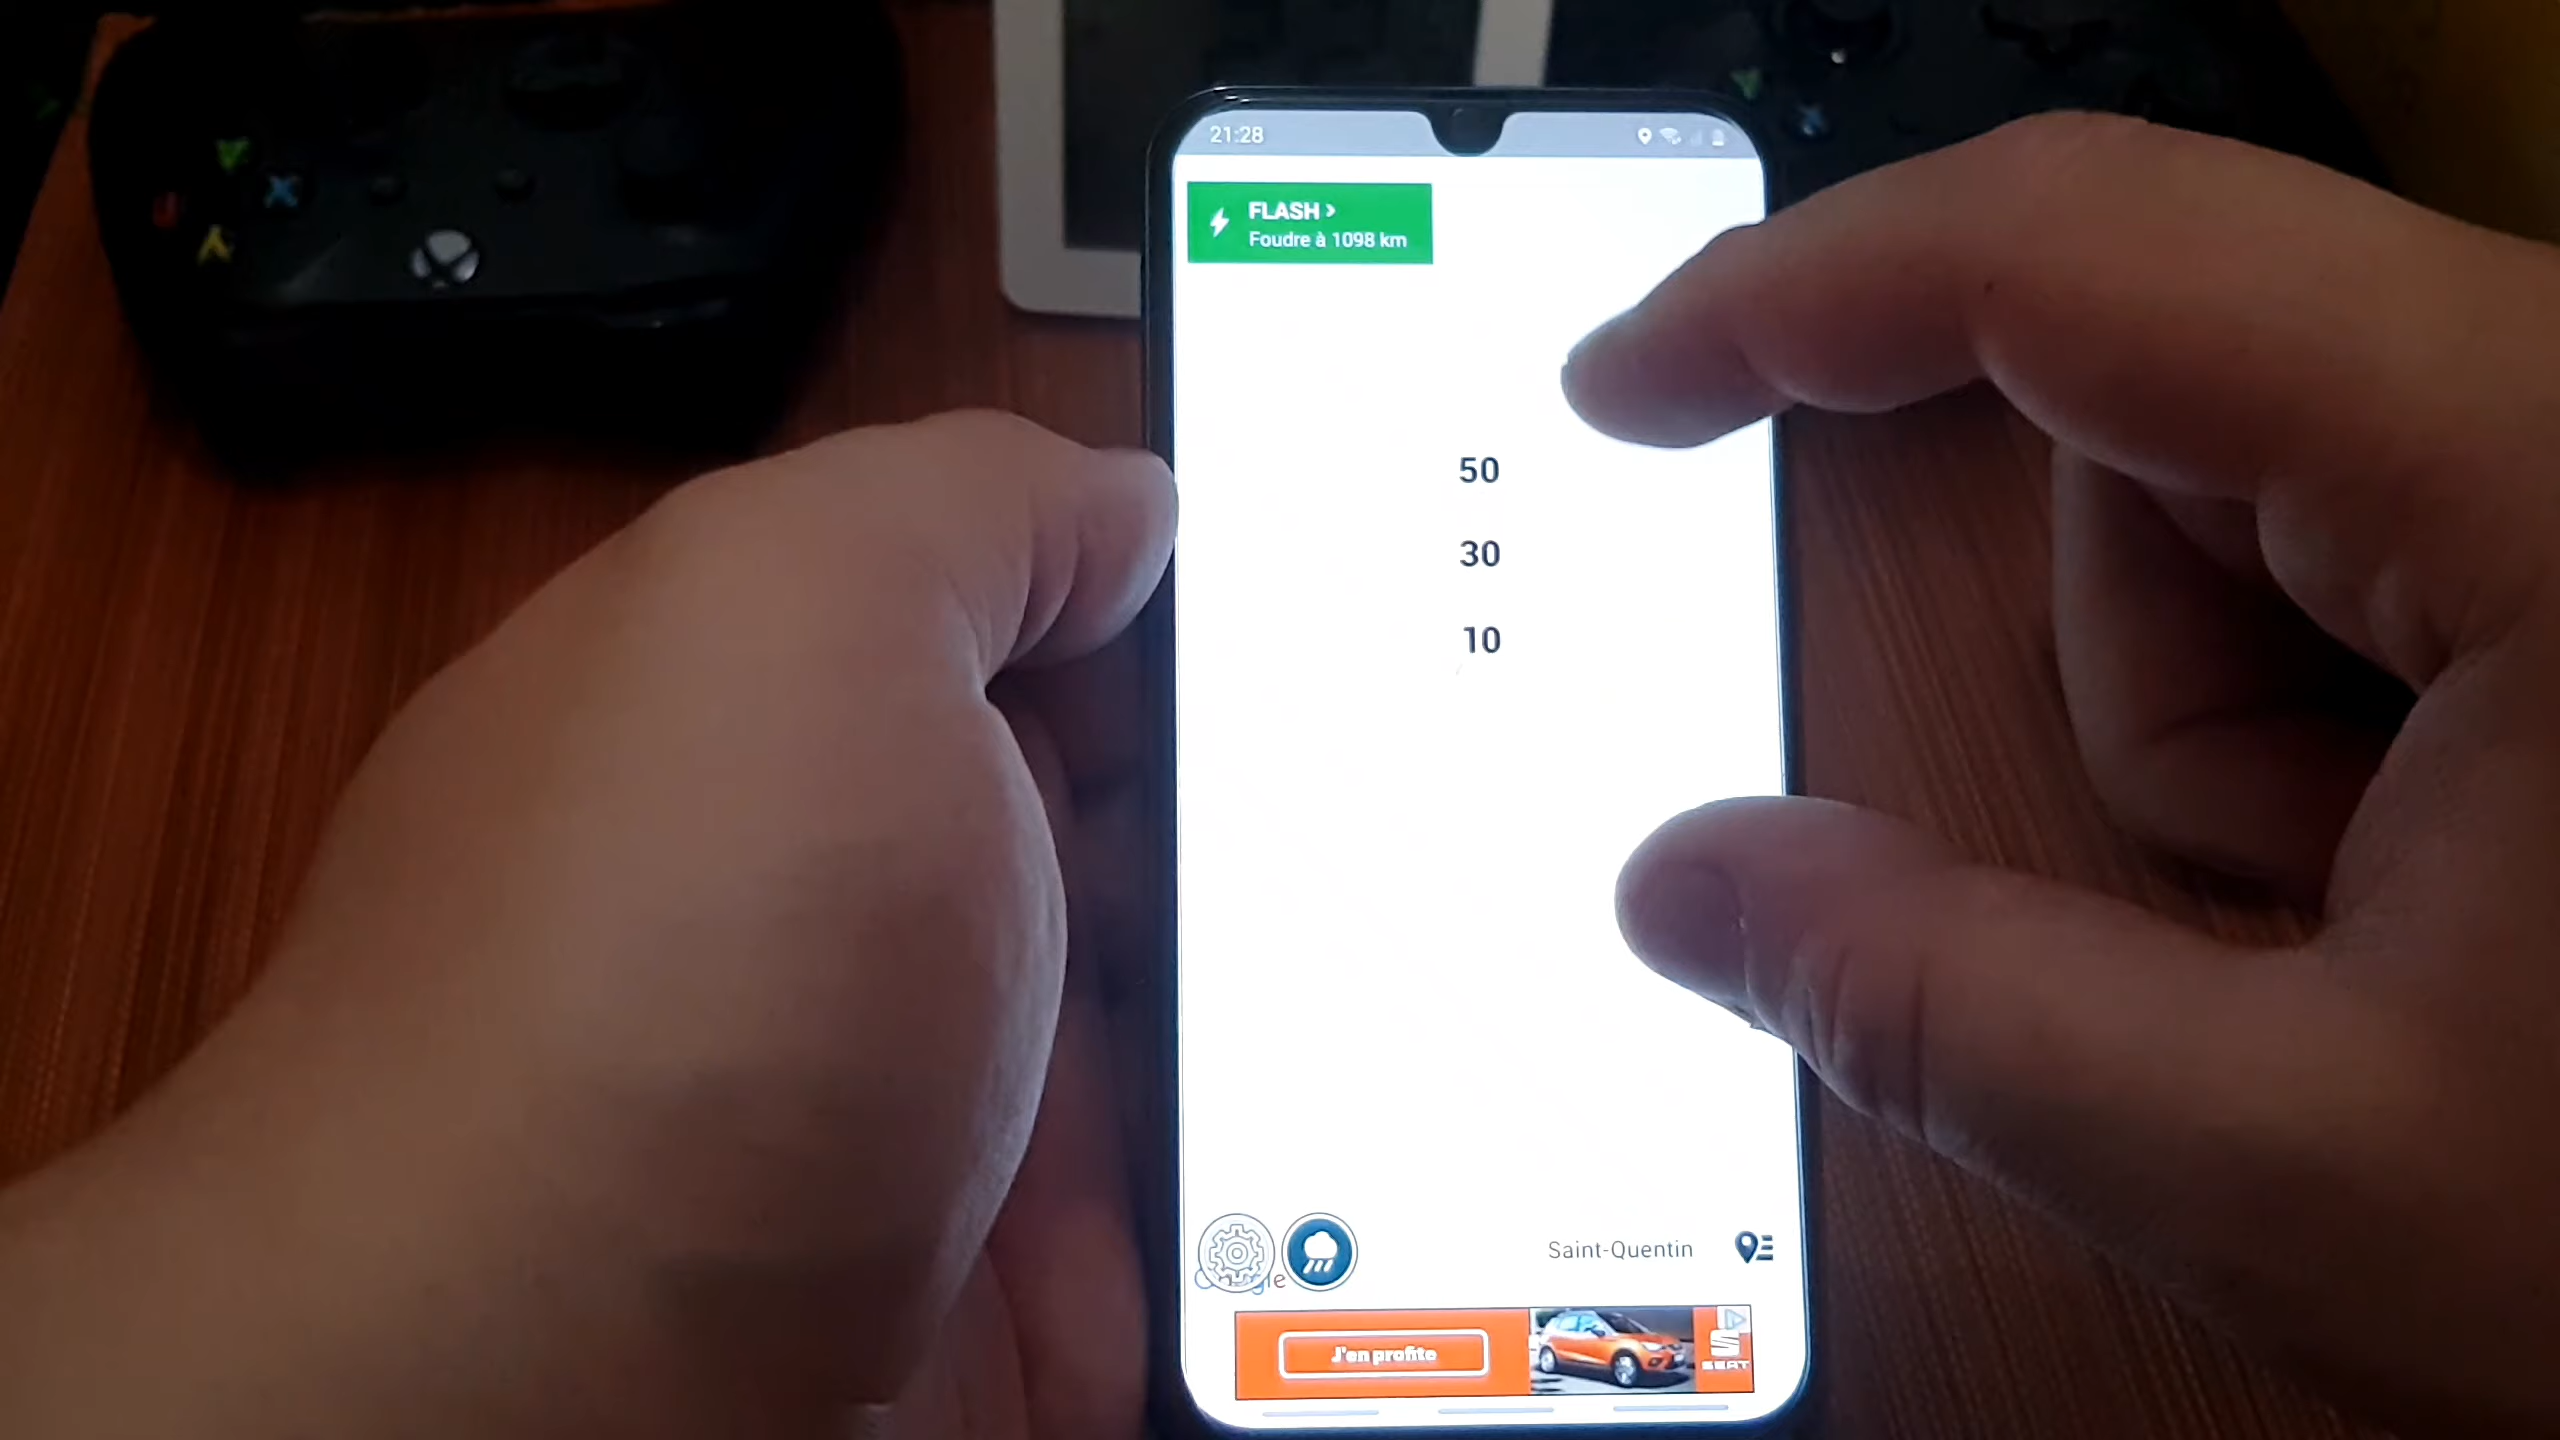 21:28
FLASH >
Foudre à 1098 km
50
30
10
Saint-Quentin
J'en profite
SEAT